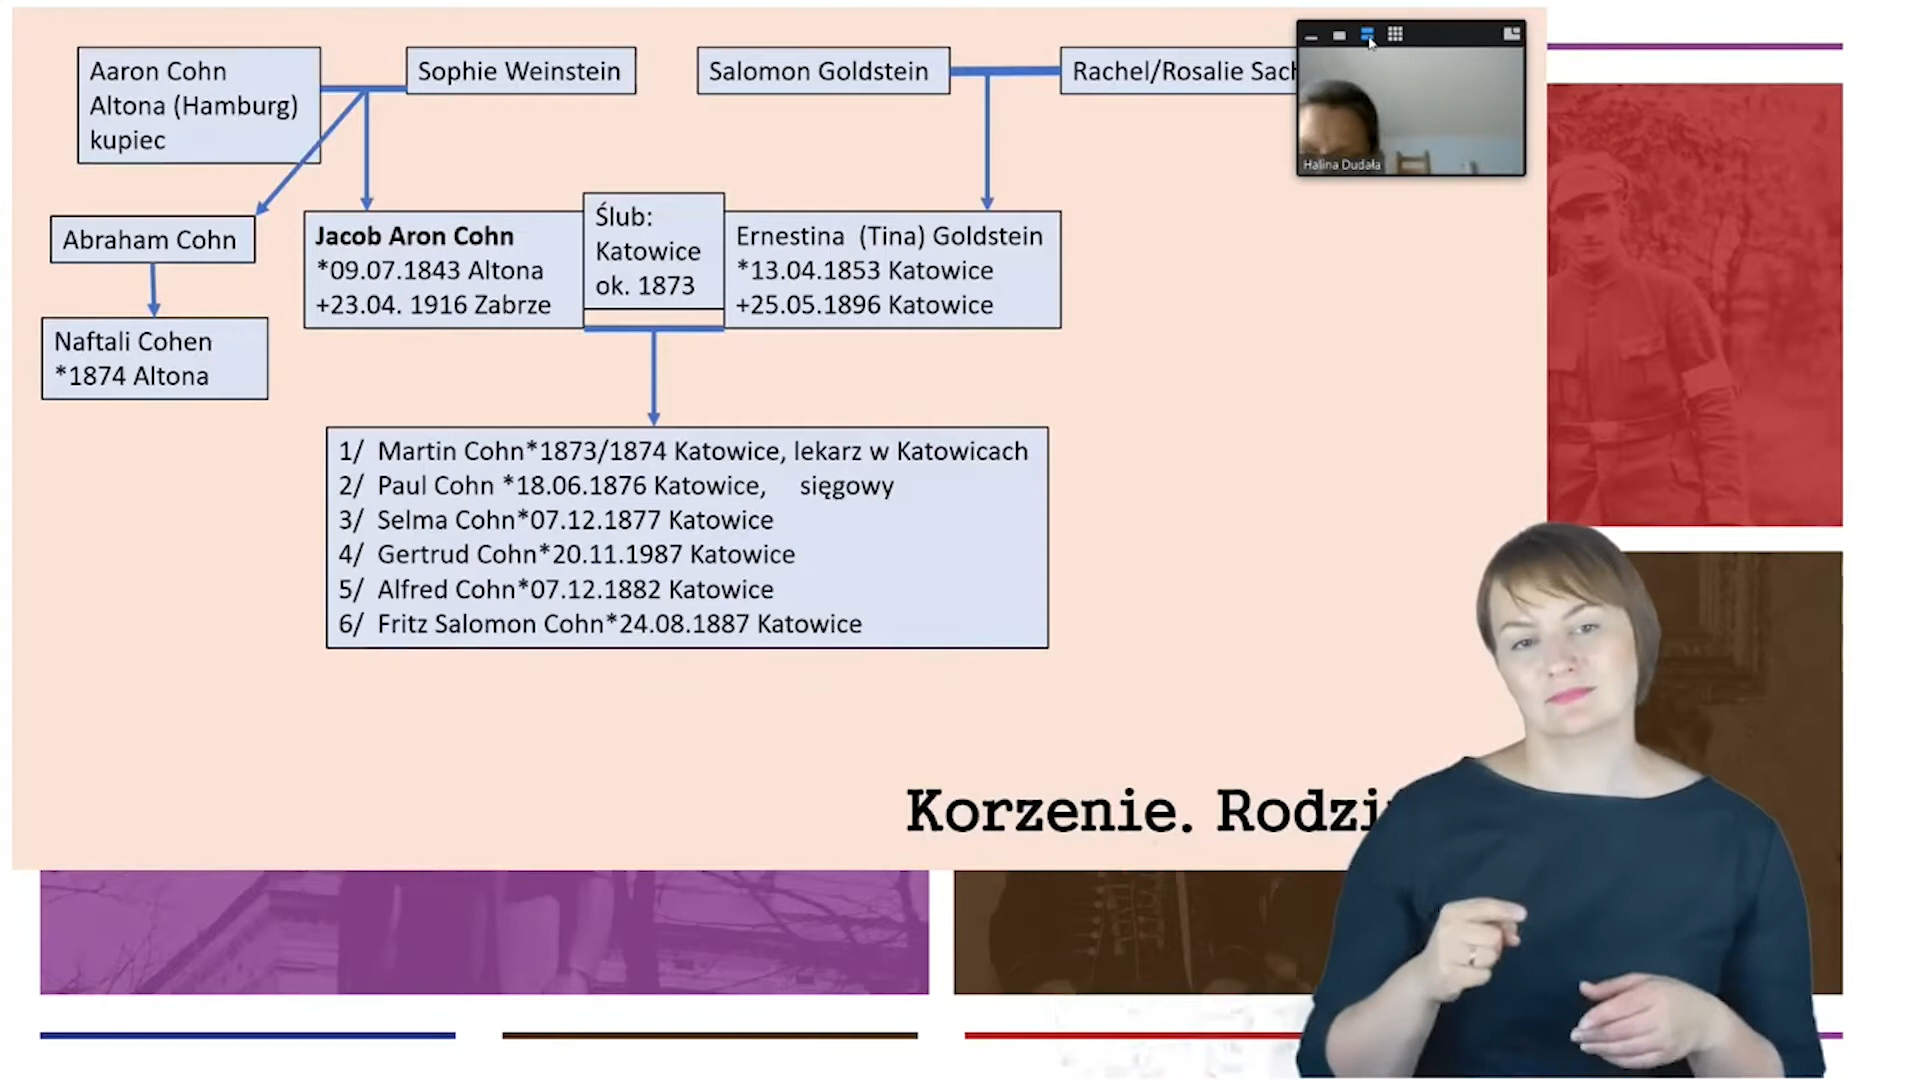 Aaron Cohn
Altona (Hamburg)
kupiec
Sophie Weinstein
Salomon Goldstein
Rachel/Rosalie
Halina Dudała
Abraham Cohn
Jacob Aron Cohn
*09.07.1843 Altona
+23.04. 1916 Zabrze
Ślub:
Katowice
ok. 1873
Ernestina (Tina) Goldstein
*13.04.1853 Katowice
+25.05.1896 Katowice
Naftali Cohen
*1874 Altona
1/ Martin Cohn*1873/1874 Katowice, lekarz w Katowicach
2/ Paul Cohn *18.06.1876 Katowice, sięgowy
3/ Selma Cohn*07.12.1877 Katowice
4/ Gertrud Cohn*20.11.1987 Katowice
5/ Alfred Cohn*07.12.1882 Katowice
6/ Fritz Salomon Cohn*24.08.1887 Katowice
Korzenie.